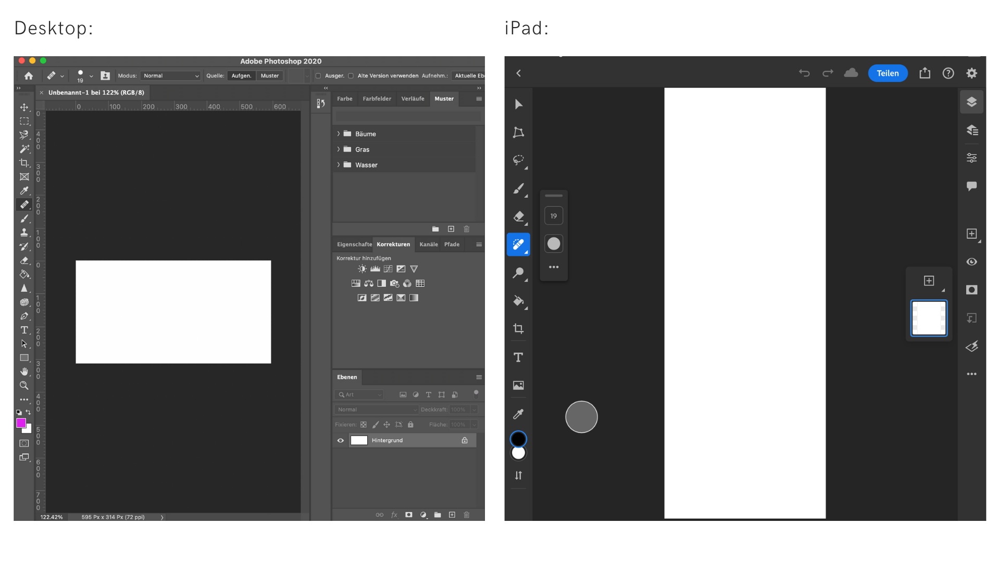 Desktop:
iPad:
Adobe Photoshop 2020
19
Modus:
Normal
Quelle:
Aufgen.
Muster
Ausger.
Alte Version verwenden
Aufnehm.:
Aktuelle Eb
Unbenannt-1 bei 122% (RGB/8)
0 100 200 300 400 500 600
0
400
300
200
100
0
100
200
300
400
500
600
700
Farbe
Farbfelder
Verläufe
Muster
Bäume
Gras
Wasser
Eigenschafte
Korrekturen
Kanäle
Pfade
Korrektur hinzufügen
Ebenen
Art
Normal
Deckkraft: 100%
Fixieren:
Fläche: 100%
Hintergrund
fx
122.42%
595 Px x 314 Px (72 ppi)
Teilen
19